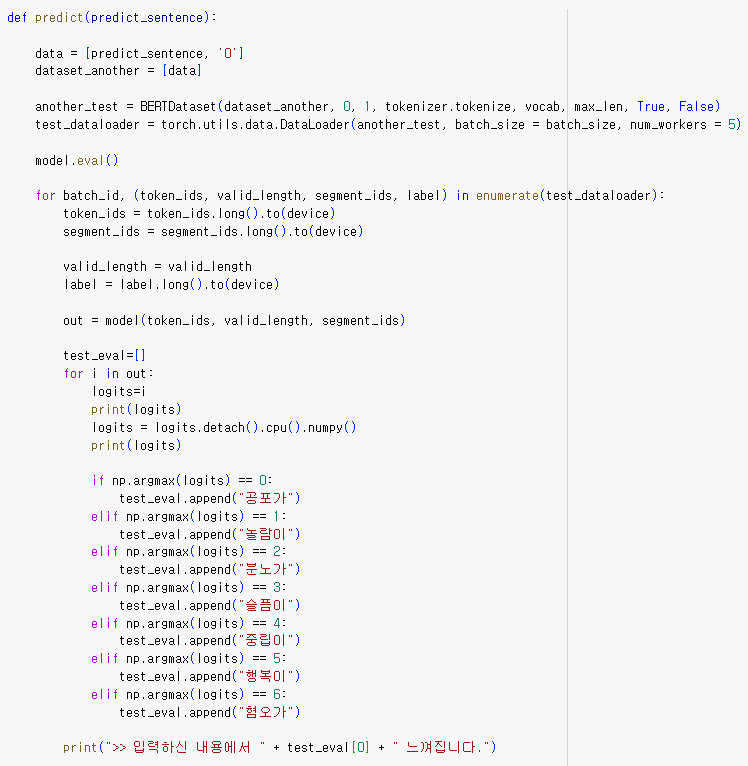 def predict(predict_sentence):
data = [predict_sentence, '0']
dataset_another = [data]
another_test = BERTDataset(dataset_another, 0, 1, tokenizer.tokenize, vocab, max_len, True, False)
test_dataloader = torch.utils.data.DataLoader(another_test, batch_size = batch_size, num_workers = 5)
model.eval()
for batch_id, (token_ids, valid_length, segment_ids, label) in enumerate(test_dataloader):
token_ids = token_ids.long().to(device)
segment_ids = segment_ids.long().to(device)
valid_length = valid_length
label = label.long().to(device)
out = model(token_ids, valid_length, segment_ids)
test_eval=[]
for i in out:
logits=i
print(logits)
logits = logits.detach().cpu().numpy()
print(logits)
if np.argmax(logits) == 0:
test_eval.append("공포가")
elif np.argmax(logits) == 1:
test_eval.append("놀람이")
elif np.argmax(logits) == 2:
test_eval.append("분노가")
elif np.argmax(logits) == 3:
test_eval.append("슬픔이")
elif np.argmax(logits) == 4:
test_eval.append("중립이")
elif np.argmax(logits) == 5:
test_eval.append("행복이")
elif np.argmax(logits) == 6:
test_eval.append("혐오가")
print(">> 입력하신 내용에서 " + test_eval[0] + " 느껴집니다.")